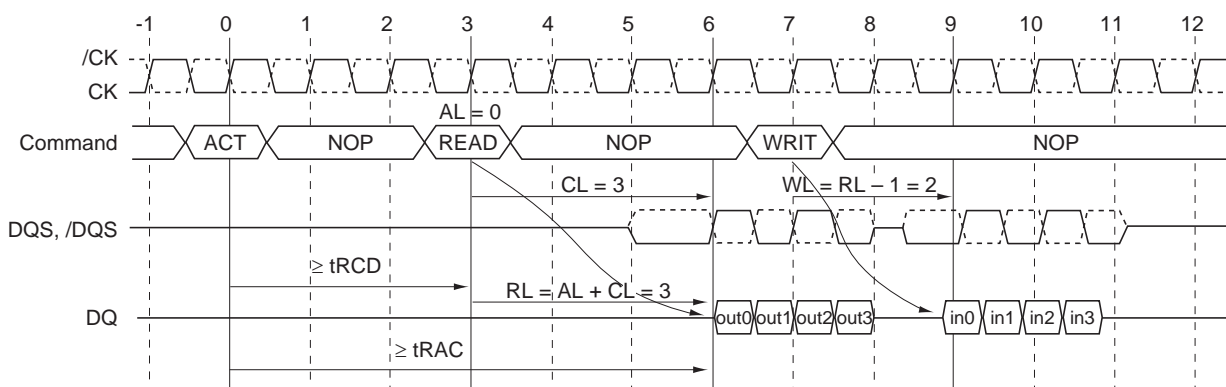 -1 0 1 2 3 4 5 6 7 8 9 10 11 12
/CK
CK
AL = 0
Command ACT NOP READ NOP WRIT NOP
CL = 3 WL = RL – 1 = 2
DQS, /DQS
≥ tRCD
RL = AL + CL = 3
DQ out0 out1 out2 out3 in0 in1 in2 in3
≥ tRAC